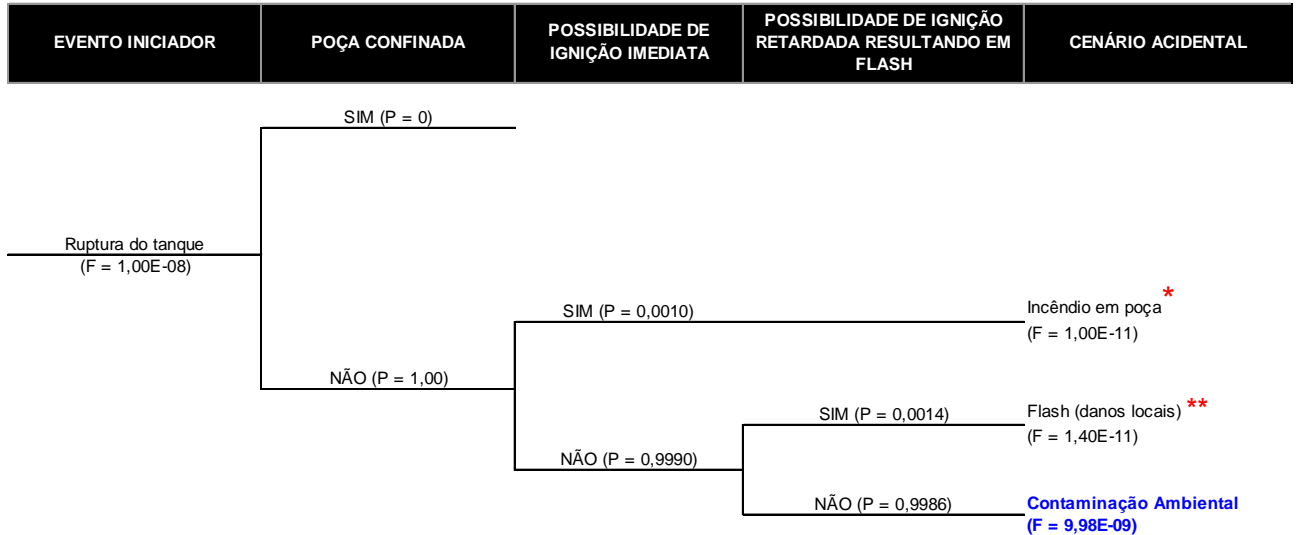 EVENTO INICIADOR
POÇA CONFINADA
POSSIBILIDADE DE
IGNIÇÃO IMEDIATA
POSSIBILIDADE DE IGNIÇÃO
RETARDADA RESULTANDO EM
FLASH
CENÁRIO ACIDENTAL
SIM (P = 0)
Ruptura do tanque
(F = 1,00E-08)
SIM (P = 0,0010)
Incêndio em poça *
(F = 1,00E-11)
NÃO (P = 1,00)
SIM (P = 0,0014)
Flash (danos locais) **
(F = 1,40E-11)
NÃO (P = 0,9990)
NÃO (P = 0,9986)
Contaminação Ambiental
(F = 9,98E-09)